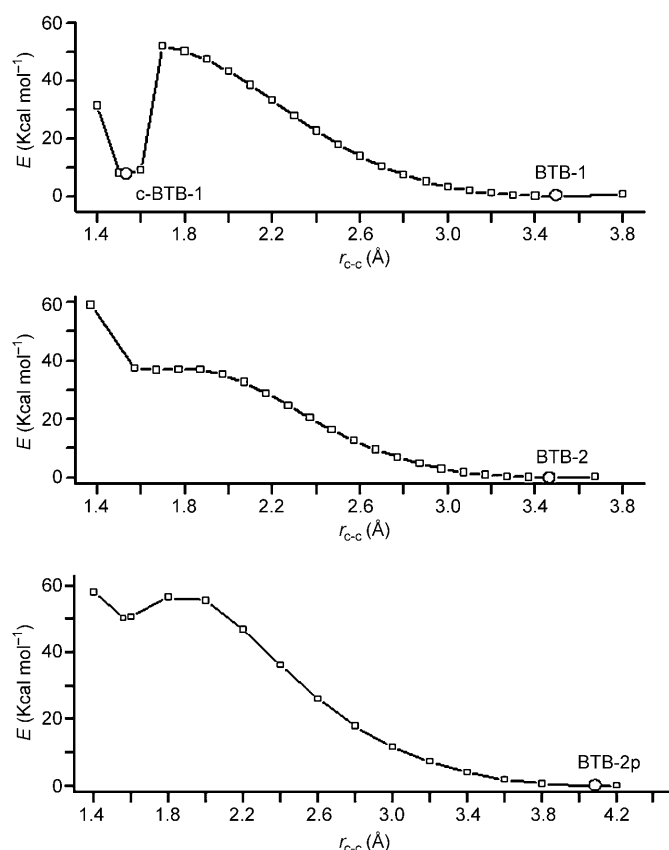 60
40
20
0
E (Kcal mol⁻¹)
c-BTB-1
BTB-1
1.4 1.8 2.2 2.6 3.0 3.4 3.8
r_c-c (Å)
60
40
20
0
E (Kcal mol⁻¹)
BTB-2
1.4 1.8 2.2 2.6 3.0 3.4 3.8
r_c-c (Å)
60
40
20
0
E (Kcal mol⁻¹)
BTB-2p
1.4 1.8 2.2 2.6 3.0 3.4 3.8 4.2
r_c-c (Å)